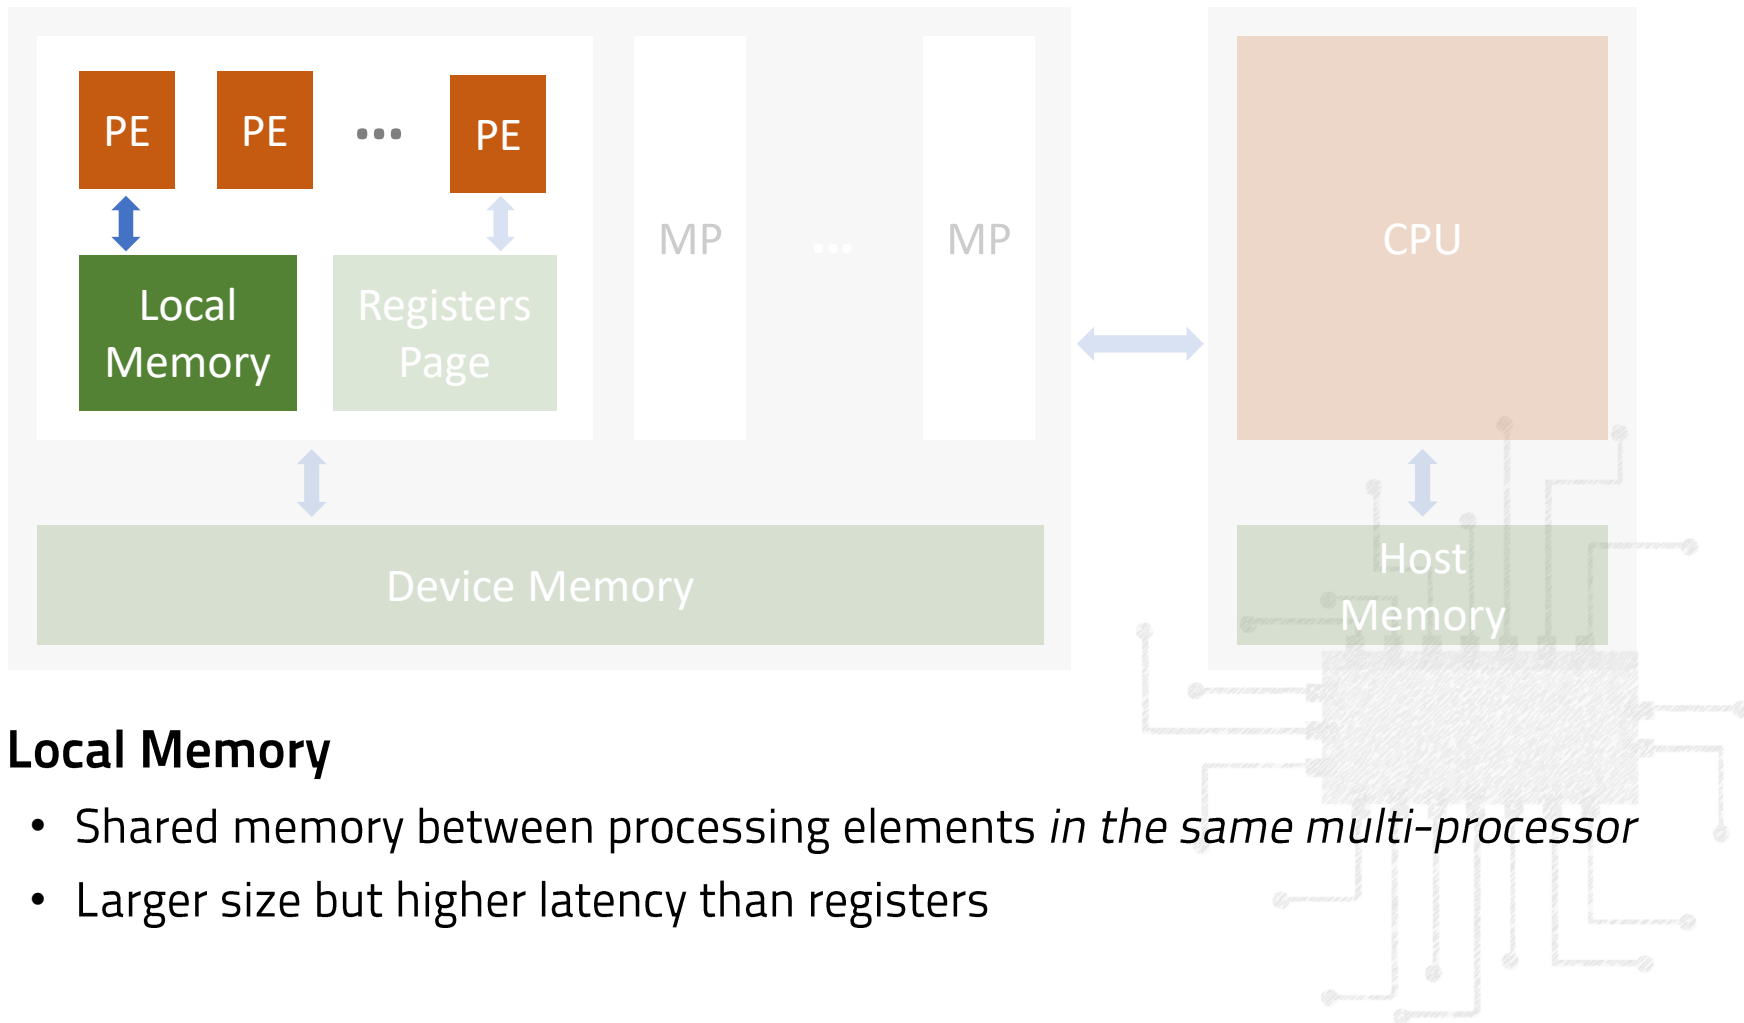 PE PE ... PE
Local
Memory
Registers
Page
MP ... MP
CPU
Device Memory
Host
Memory
Local Memory
• Shared memory between processing elements in the same multi-processor
• Larger size but higher latency than registers